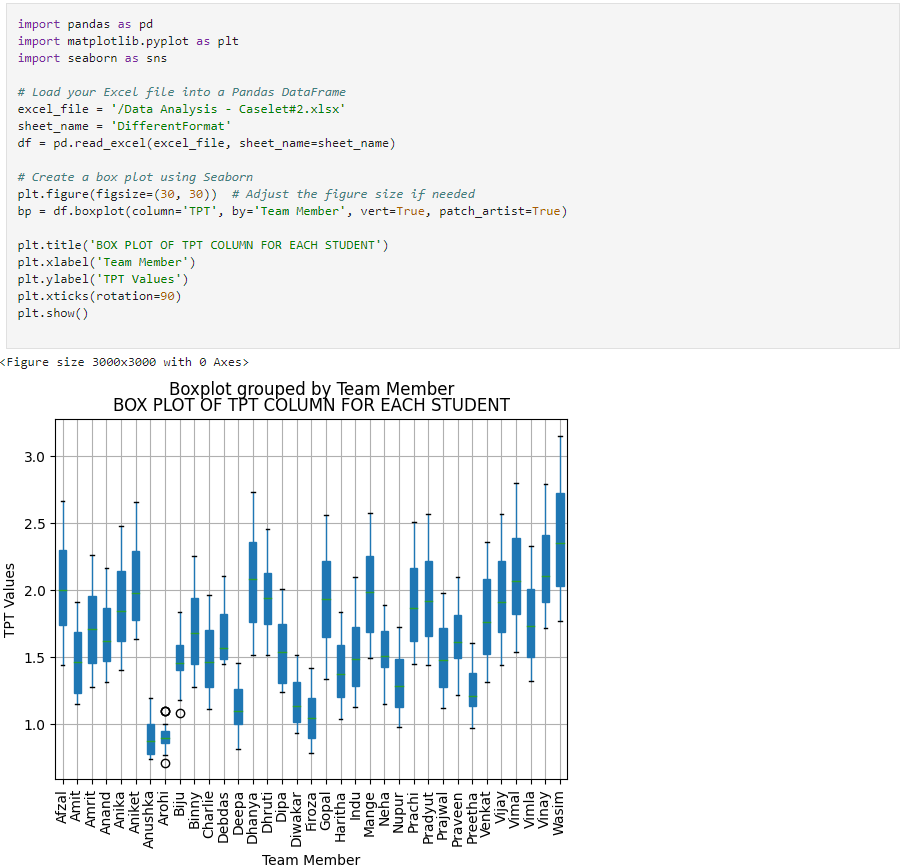 import pandas as pd
import matplotlib.pyplot as plt
import seaborn as sns
# Load your Excel file into a Pandas DataFrame
excel_file = '/Data Analysis - Caselet#2.xlsx'
sheet_name = 'DifferentFormat'
df = pd.read_excel(excel_file, sheet_name=sheet_name)
# Create a box plot using Seaborn
plt.figure(figsize=(30, 30))  # Adjust the figure size if needed
bp = df.boxplot(column='TPT', by='Team Member', vert=True, patch_artist=True)
plt.title('BOX PLOT OF TPT COLUMN FOR EACH STUDENT')
plt.xlabel('Team Member')
plt.ylabel('TPT Values')
plt.xticks(rotation=90)
plt.show()
<Figure size 3000x3000 with 0 Axes>
Boxplot grouped by Team Member
BOX PLOT OF TPT COLUMN FOR EACH STUDENT
TPT Values
3.0
2.5
2.0
1.5
1.0
Afzal
Amit
Amrit
Anand
Anika
Aniket
Anushka
Arohi
Biju
Binny
Charlie
Debdas
Deepa
Dhanya
Dhruti
Dipa
Diwakar
Firoza
Gopal
Haritha
Indu
Mange
Neha
Nupur
Prachi
Pradyut
Prajwal
Praveen
Preetha
Venkat
Vijay
Vimal
Vimla
Vinay
Wasim
Team Member